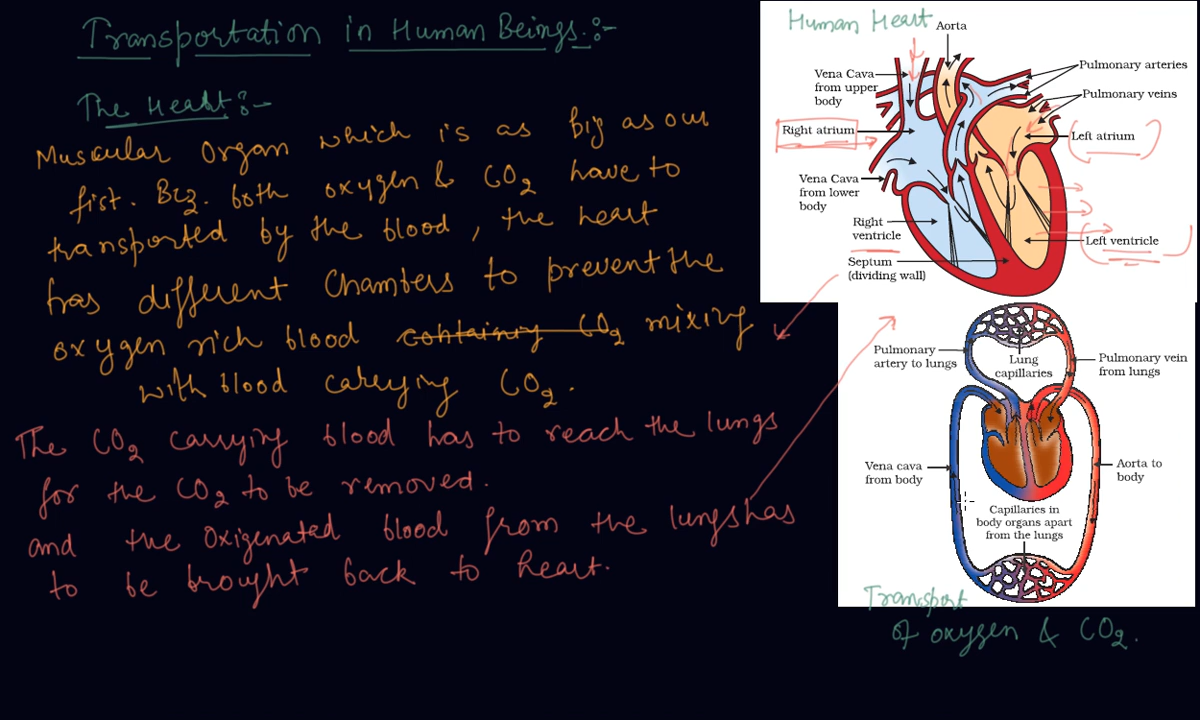 Transportation in Human Beings :-
The Heart :-
Muscular Organ which is as big as our
fist. Bcz. both oxygen & CO2 have to
transported by the blood, the heart
has different Chambers to prevent the
oxygen rich blood containing CO2 mixing
with blood carrying CO2.
The CO2 carrying blood has to reach the lungs
for the CO2 to be removed.
and the Oxigenated blood from the lungs has
to be brought back to heart.
Human Heart
Aorta
Vena Cava
from upper
body
Pulmonary arteries
Pulmonary veins
Right atrium
Left atrium
Vena Cava
from lower
body
Right
ventricle
Left ventricle
Septum
(dividing wall)
Pulmonary
artery to lungs
Lung
capillaries
Pulmonary vein
from lungs
Vena cava
from body
Aorta to
body
Capillaries in
body organs apart
from the lungs
Transport
of oxygen & CO2.